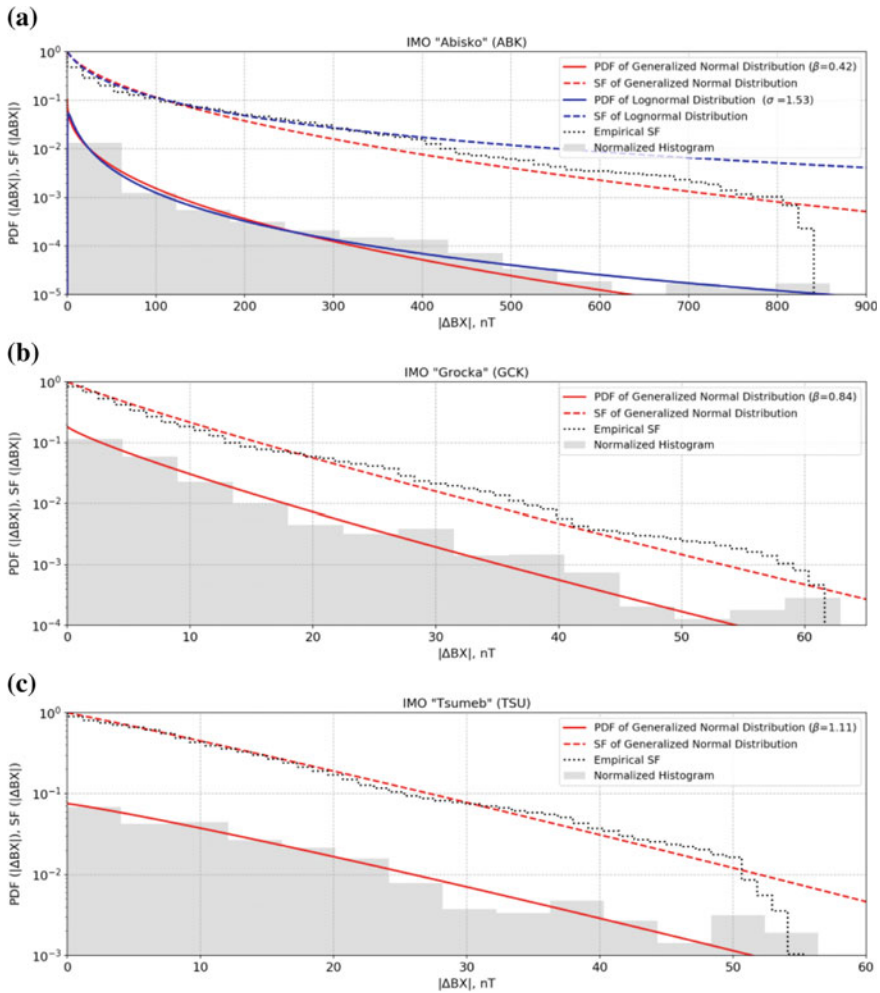 (a)
IMO "Abisko" (ABK)
PDF (|ΔBX|), SF (|ΔBX|)
10⁰
10⁻¹
10⁻²
10⁻³
10⁻⁴
10⁻⁵
PDF of Generalized Normal Distribution (β=0.42)
SF of Generalized Normal Distribution
PDF of Lognormal Distribution (σ =1.53)
SF of Lognormal Distribution
Empirical SF
Normalized Histogram
0 100 200 300 400 500 600 700 800 900
|ΔBX|, nT
(b)
IMO "Grocka" (GCK)
PDF (|ΔBX|), SF (|ΔBX|)
10⁰
10⁻¹
10⁻²
10⁻³
10⁻⁴
PDF of Generalized Normal Distribution (β=0.84)
SF of Generalized Normal Distribution
Empirical SF
Normalized Histogram
0 10 20 30 40 50 60
|ΔBX|, nT
(c)
IMO "Tsumeb" (TSU)
PDF (|ΔBX|), SF (|ΔBX|)
10⁰
10⁻¹
10⁻²
10⁻³
PDF of Generalized Normal Distribution (β=1.11)
SF of Generalized Normal Distribution
Empirical SF
Normalized Histogram
0 10 20 30 40 50 60
|ΔBX|, nT